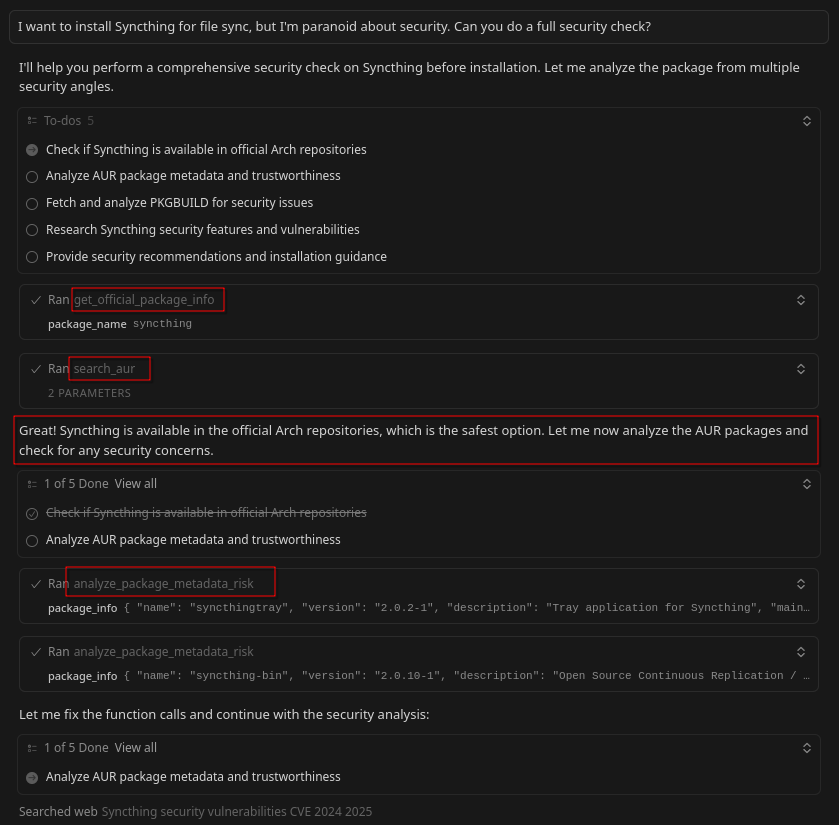 I want to install Syncthing for file sync, but I'm paranoid about security. Can you do a full security check?
I'll help you perform a comprehensive security check on Syncthing before installation. Let me analyze the package from multiple
security angles.
To-dos 5
Check if Syncthing is available in official Arch repositories
Analyze AUR package metadata and trustworthiness
Fetch and analyze PKGBUILD for security issues
Research Syncthing security features and vulnerabilities
Provide security recommendations and installation guidance
Ran get_official_package_info
package_name syncthing
Ran search_aur
2 PARAMETERS
Great! Syncthing is available in the official Arch repositories, which is the safest option. Let me now analyze the AUR packages and
check for any security concerns.
1 of 5 Done View all
Check if Syncthing is available in official Arch repositories
Analyze AUR package metadata and trustworthiness
Ran analyze_package_metadata_risk
package_info { "name": "syncthingtray", "version": "2.0.2-1", "description": "Tray application for Syncthing", "main…
Ran analyze_package_metadata_risk
package_info { "name": "syncthing-bin", "version": "2.0.10-1", "description": "Open Source Continuous Replication / …
Let me fix the function calls and continue with the security analysis:
1 of 5 Done View all
Analyze AUR package metadata and trustworthiness
Searched web Syncthing security vulnerabilities CVE 2024 2025